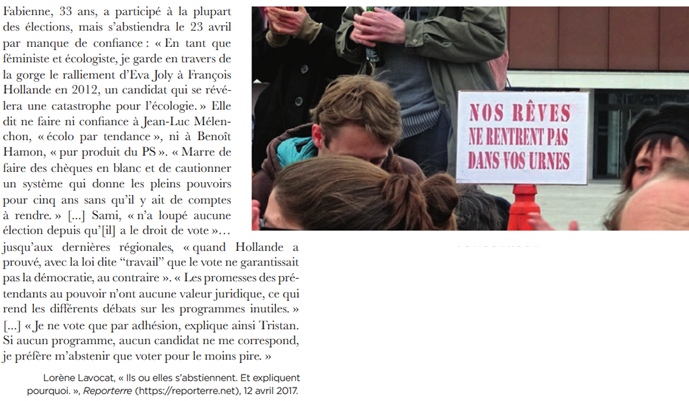 Fabienne, 33 ans, a participé à la plupart
des élections, mais s'abstiendra le 23 avril
par manque de confiance : « En tant que
féministe et écologiste, je garde en travers de
la gorge le ralliement d'Eva Joly à François
Hollande en 2012, un candidat qui se révé-
lera une catastrophe pour l'écologie. » Elle
dit ne faire ni confiance à Jean-Luc Mélen-
chon, « écolo par tendance », ni à Benoît
Hamon, « pur produit du PS ». « Marre de
faire des chèques en blanc et de cautionner
un système qui donne les pleins pouvoirs
pour cinq ans sans qu'il y ait de comptes
à rendre. » [...] Sami, « n'a loupé aucune
élection depuis qu'[il] a le droit de vote »...
jusqu'aux dernières régionales, « quand Hollande a
prouvé, avec la loi dite “travail” que le vote ne garantissait
pas la démocratie, au contraire ». « Les promesses des pré-
tendants au pouvoir n'ont aucune valeur juridique, ce qui
rend les différents débats sur les programmes inutiles. »
[...] « Je ne vote que par adhésion, explique ainsi Tristan.
Si aucun programme, aucun candidat ne me correspond,
je préfère m'abstenir que voter pour le moins pire. »
Lorène Lavocat, « Ils ou elles s'abstiennent. Et expliquent
pourquoi. », Reporterre (https://reporterre.net), 12 avril 2017.
NOS RÊVES
NE RENTRENT PAS
DANS VOS URNES